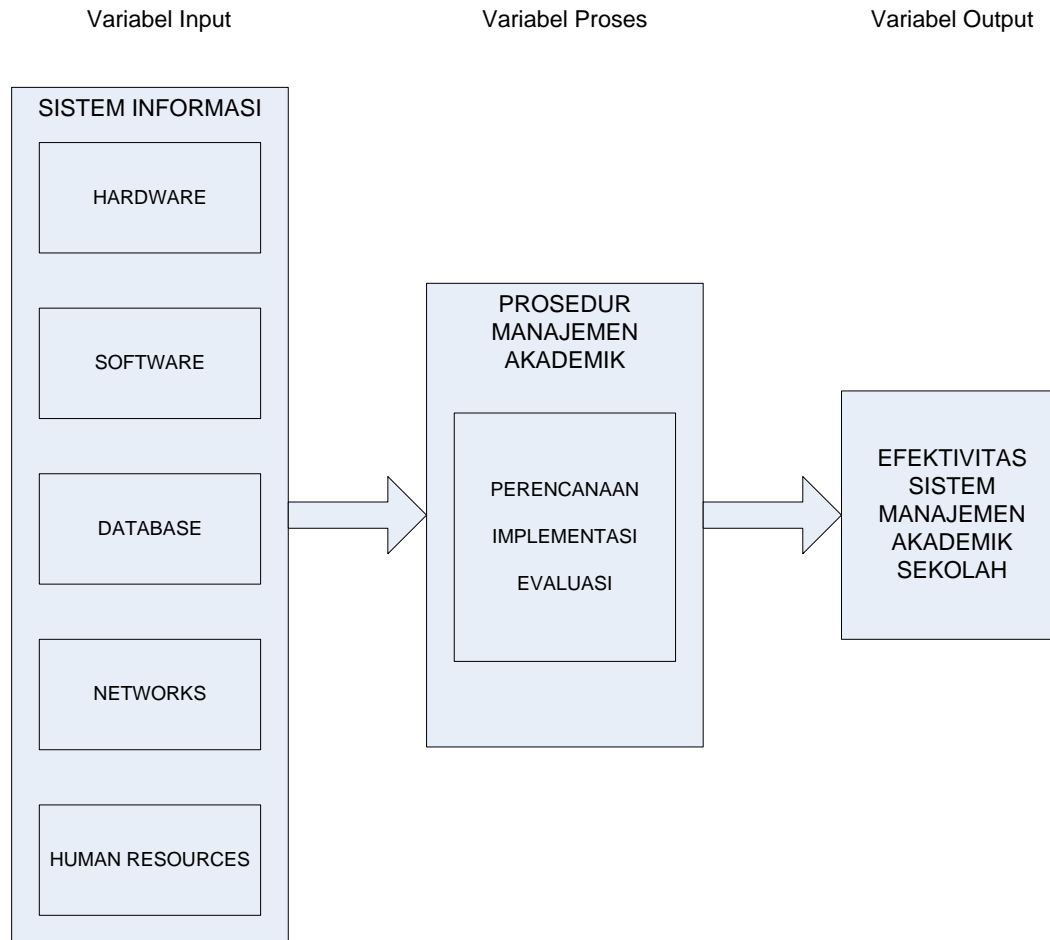 Variabel Input
Variabel Proses
Variabel Output
SISTEM INFORMASI
HARDWARE
SOFTWARE
DATABASE
NETWORKS
HUMAN RESOURCES
PROSEDUR
MANAJEMEN
AKADEMIK
PERENCANAAN
IMPLEMENTASI
EVALUASI
EFEKTIVITAS
SISTEM
MANAJEMEN
AKADEMIK
SEKOLAH